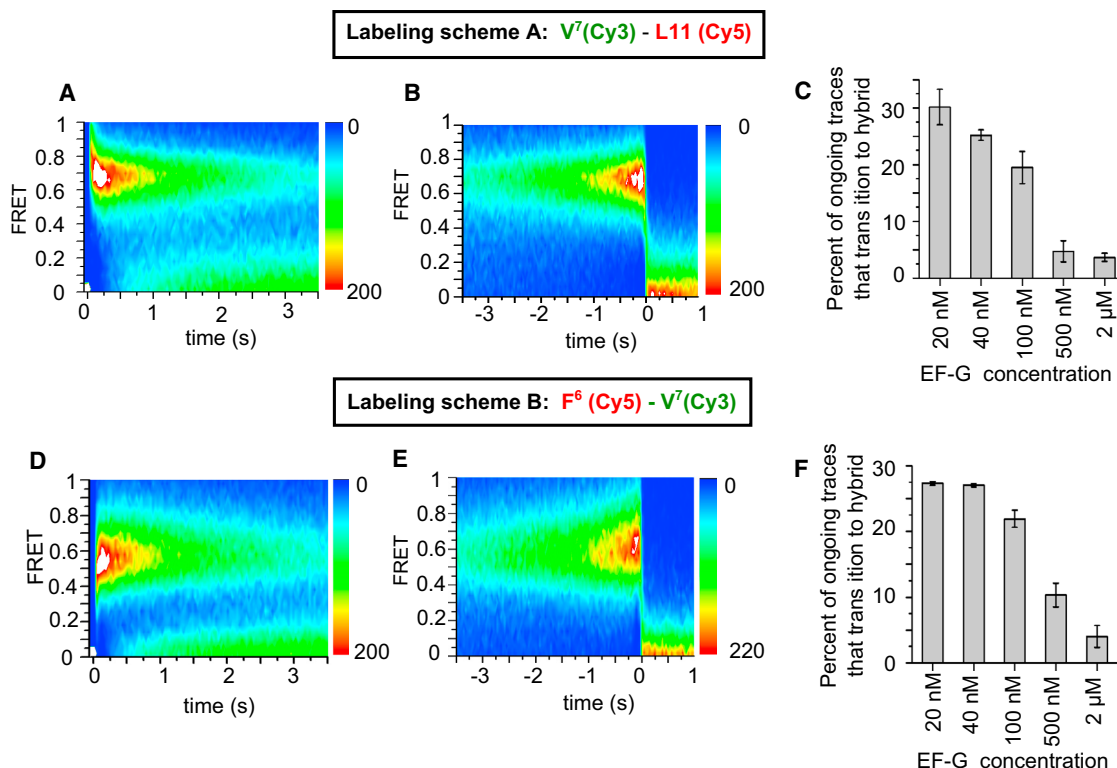 Labeling scheme A: V⁷(Cy3) - L11 (Cy5)
A
B
C
1
0.8
0.6
0.4
0.2
0
FRET
0
1
2
3
time (s)
0
200
1
0.8
0.6
0.4
0.2
0
FRET
-3
-2
-1
0
1
time (s)
0
200
Percent of ongoing traces
that trans ition to hybrid
30
20
10
0
20 nM
40 nM
100 nM
500 nM
2 µM
EF-G concentration
Labeling scheme B: F⁶ (Cy5) - V⁷(Cy3)
D
E
F
1
0.8
0.6
0.4
0.2
0
FRET
0
1
2
3
time (s)
0
200
1
0.8
0.6
0.4
0.2
0
FRET
-3
-2
-1
0
1
time (s)
0
220
Percent of ongoing traces
that trans ition to hybrid
30
20
10
0
20 nM
40 nM
100 nM
500 nM
2 µM
EF-G concentration